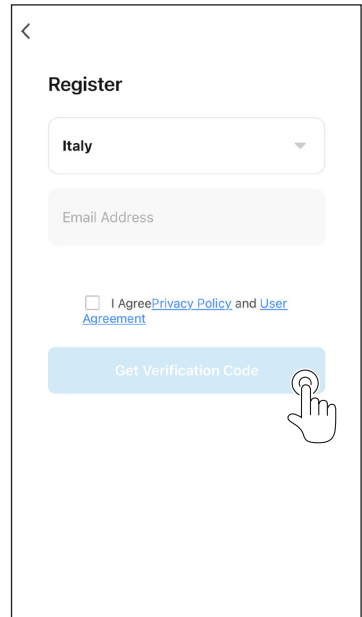 Register
Italy
Email Address
I AgreePrivacy Policy and User
Agreement
Get Verification Code